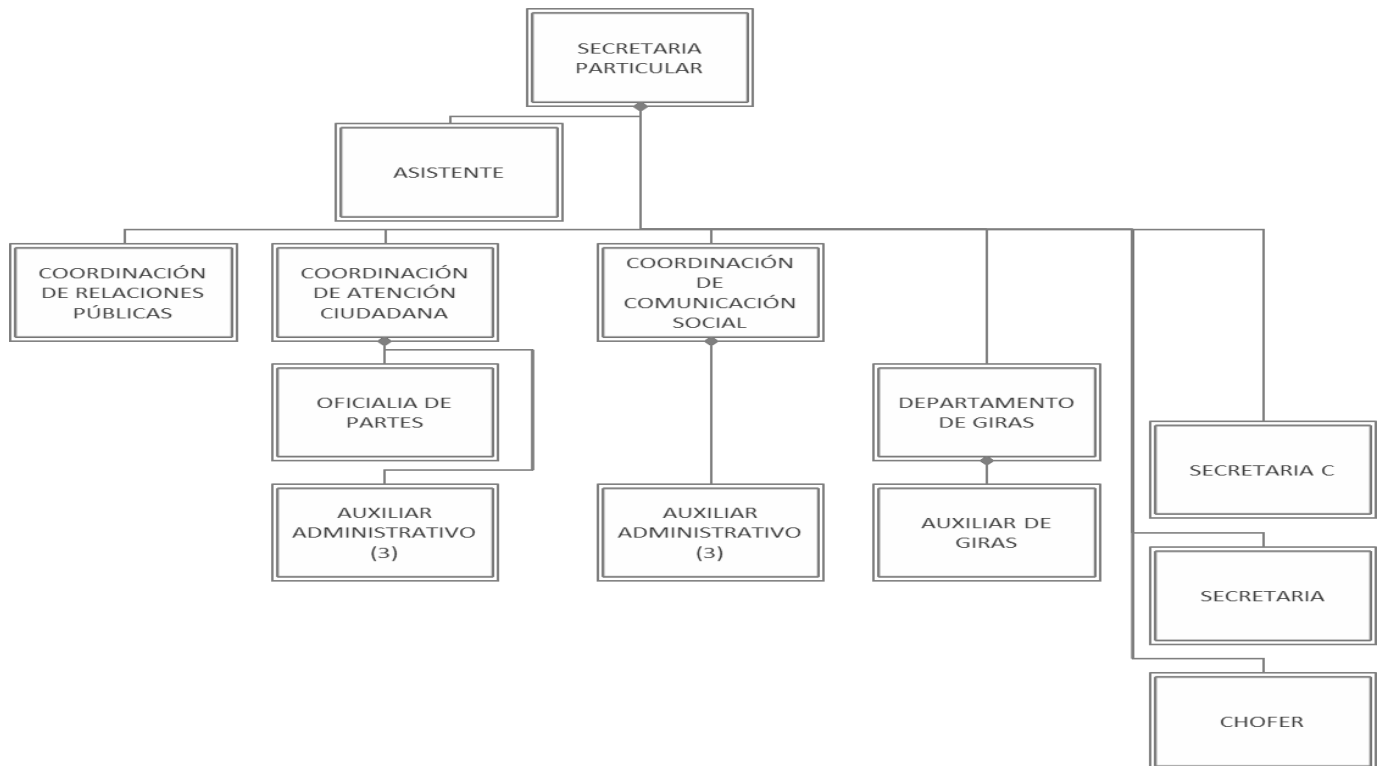 SECRETARIA
PARTICULAR
ASISTENTE
COORDINACIÓN
DE RELACIONES
PÚBLICAS
COORDINACIÓN
DE ATENCIÓN
CIUDADANA
COORDINACIÓN
DE
COMUNICACIÓN
SOCIAL
OFICIALIA DE
PARTES
DEPARTAMENTO
DE GIRAS
SECRETARIA C
AUXILIAR
ADMINISTRATIVO
(3)
AUXILIAR
ADMINISTRATIVO
(3)
AUXILIAR DE
GIRAS
SECRETARIA
CHOFER